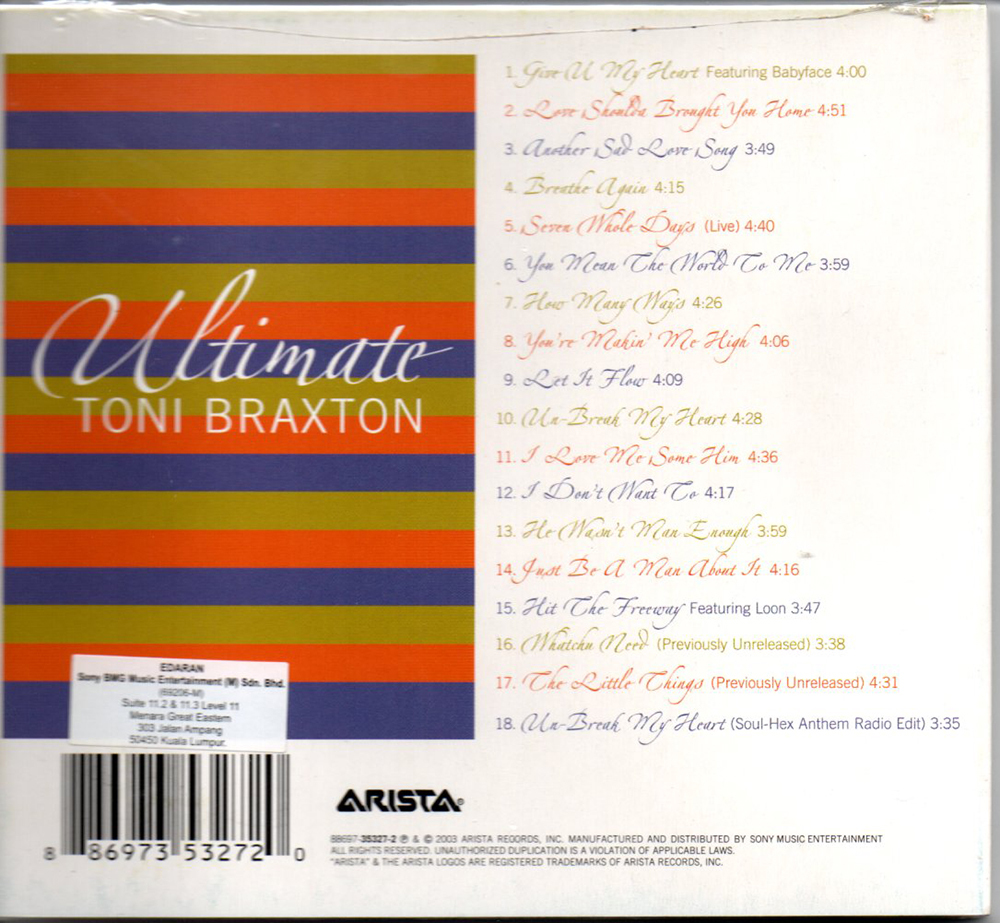 1. Give U My Heart Featuring Babyface 4:00
2. Love Shoulda Brought You Home 4:51
3. Another Sad Love Song 3:49
4. Breathe Again 4:15
5. Seven Whole Days (Live) 4:40
6. You Mean The World To Me 3:59
7. How Many Ways 4:26
8. You're Makin' Me High 4:06
9. Let It Flow 4:09
10. Un-Break My Heart 4:28
11. I Love Me Some Him 4:36
12. I Don't Want To 4:17
13. He Wasn't Man Enough 3:59
14. Just Be A Man About It 4:16
15. Hit The Freeway Featuring Loon 3:47
16. Whatchu Need (Previously Unreleased) 3:38
17. The Little Things (Previously Unreleased) 4:31
18. Un-Break My Heart (Soul-Hex Anthem Radio Edit) 3:35
Ultimate
TONI BRAXTON
EDARAN
Sony BMG Music Entertainment (M) Sdn. Bhd.
(69206-M)
Suite 11.2 & 11.3 Level 11
Menara Great Eastern
303 Jalan Ampang
50450 Kuala Lumpur.
8 86973 53272 0
ARISTA®
88697-35327-2 ℗ & © 2003 ARISTA RECORDS, INC. MANUFACTURED AND DISTRIBUTED BY SONY MUSIC ENTERTAINMENT
ALL RIGHTS RESERVED. UNAUTHORIZED DUPLICATION IS A VIOLATION OF APPLICABLE LAWS.
"ARISTA" & THE ARISTA LOGOS ARE REGISTERED TRADEMARKS OF ARISTA RECORDS, INC.